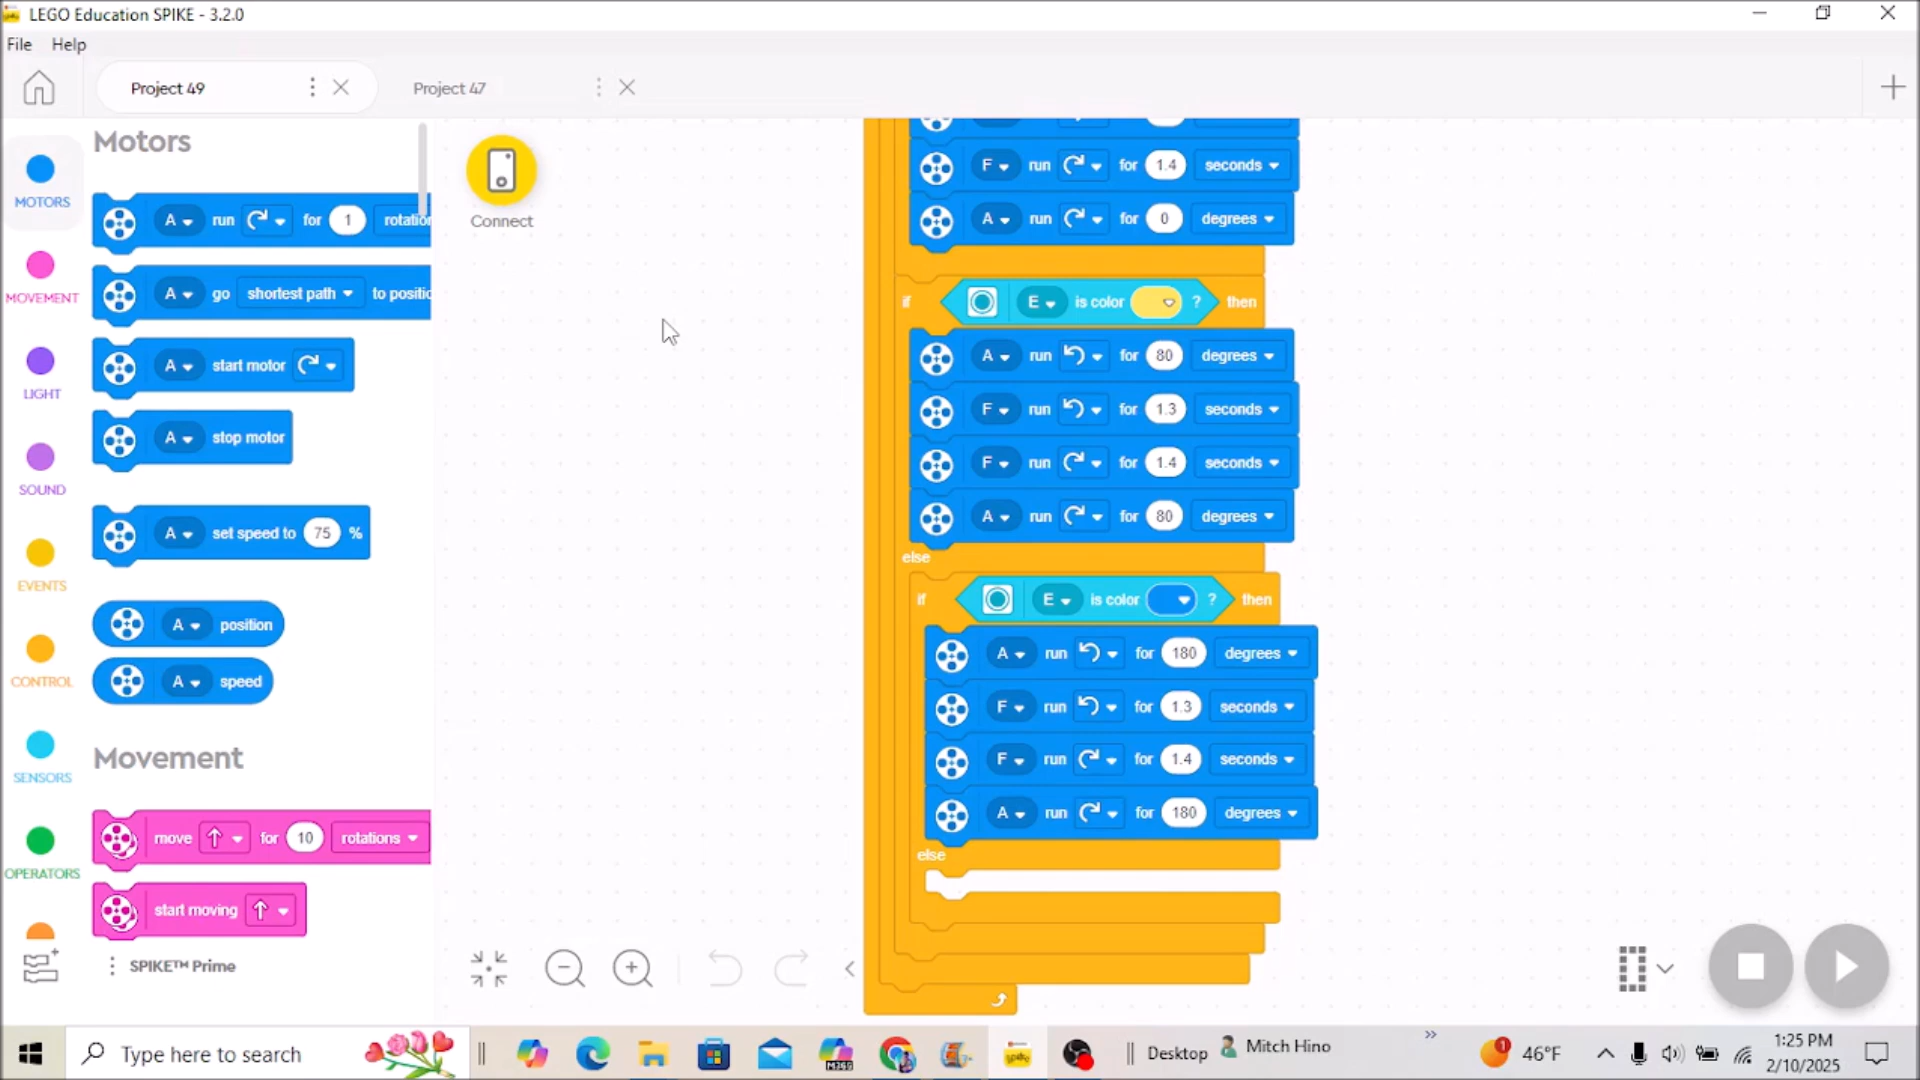 LEGO Education SPIKE - 3.2.0
File Help
Project 49
Project 47
Motors
MOTORS
MOVEMENT
LIGHT
SOUND
EVENTS
CONTROL
SENSORS
OPERATORS
A run for 1 rotatio
A go shortest path to positio
A start motor
A stop motor
A set speed to 75 %
A position
A speed
Movement
move for 10 rotations
start moving
SPIKE™ Prime
Connect
F run for 1.4 seconds
A run for 0 degrees
if E is color ? then
A run for 80 degrees
F run for 1.3 seconds
F run for 1.4 seconds
A run for 80 degrees
else
if E is color ? then
A run for 180 degrees
F run for 1.3 seconds
F run for 1.4 seconds
A run for 180 degrees
else
Type here to search
M365
spike
Desktop
Mitch Hino
1
46°F
1:25 PM
2/10/2025